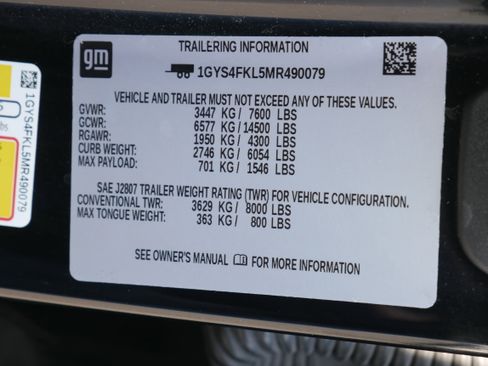 gm
TRAILERING INFORMATION
1GYS4FKL5MR490079
VEHICLE AND TRAILER MUST NOT EXCEED ANY OF THESE VALUES.
GVWR: 3447 KG / 7600 LBS
GCWR: 6577 KG / 14500 LBS
RGAWR: 1950 KG / 4300 LBS
CURB WEIGHT: 2746 KG / 6054 LBS
MAX PAYLOAD: 701 KG / 1546 LBS
SAE J2807 TRAILER WEIGHT RATING (TWR) FOR VEHICLE CONFIGURATION.
CONVENTIONAL TWR: 3629 KG / 8000 LBS
MAX TONGUE WEIGHT: 363 KG / 800 LBS
SEE OWNER'S MANUAL FOR MORE INFORMATION
1GYS4FKL5MR490079